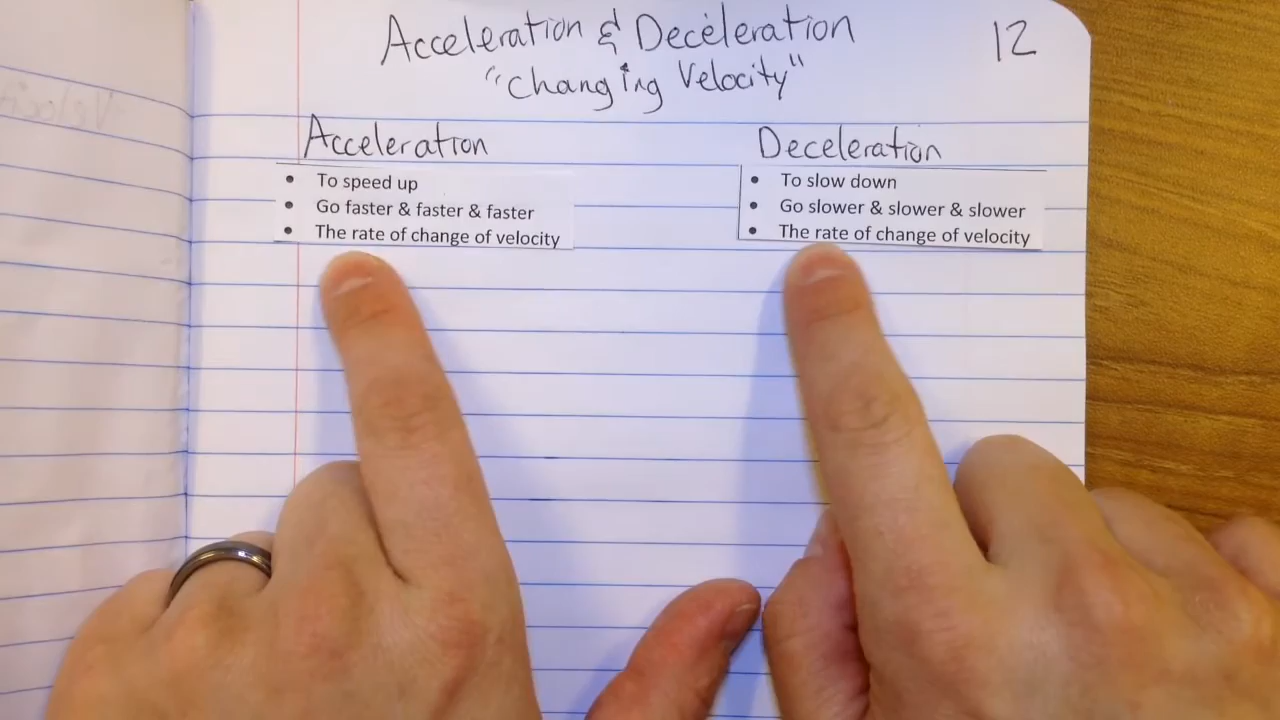 Acceleration & Deceleration
12
"Changing Velocity"
Acceleration
• To speed up
• Go faster & faster & faster
• The rate of change of velocity
Deceleration
• To slow down
• Go slower & slower & slower
• The rate of change of velocity